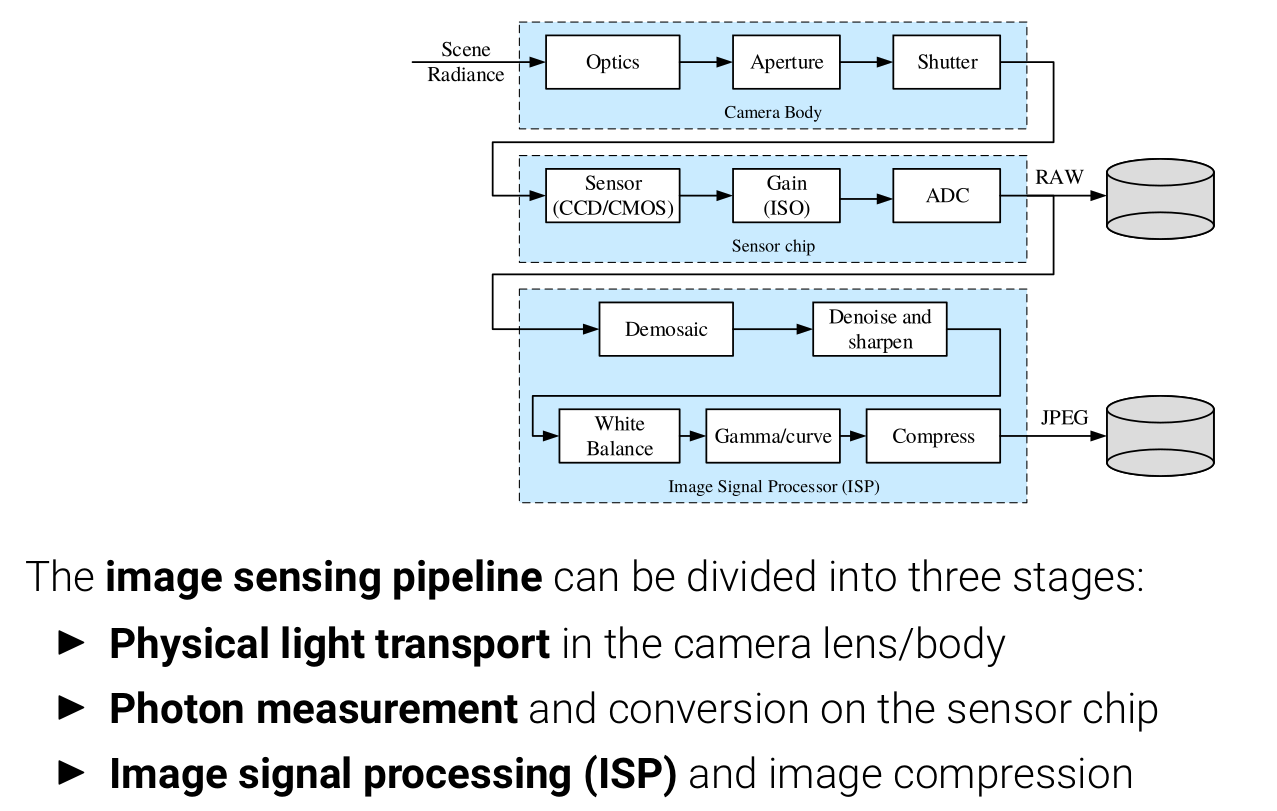 Scene
Radiance
Optics
Aperture
Shutter
Camera Body
Sensor
(CCD/CMOS)
Gain
(ISO)
ADC
RAW
Sensor chip
Demosaic
Denoise and
sharpen
White
Balance
Gamma/curve
Compress
JPEG
Image Signal Processor (ISP)
The image sensing pipeline can be divided into three stages:
► Physical light transport in the camera lens/body
► Photon measurement and conversion on the sensor chip
► Image signal processing (ISP) and image compression